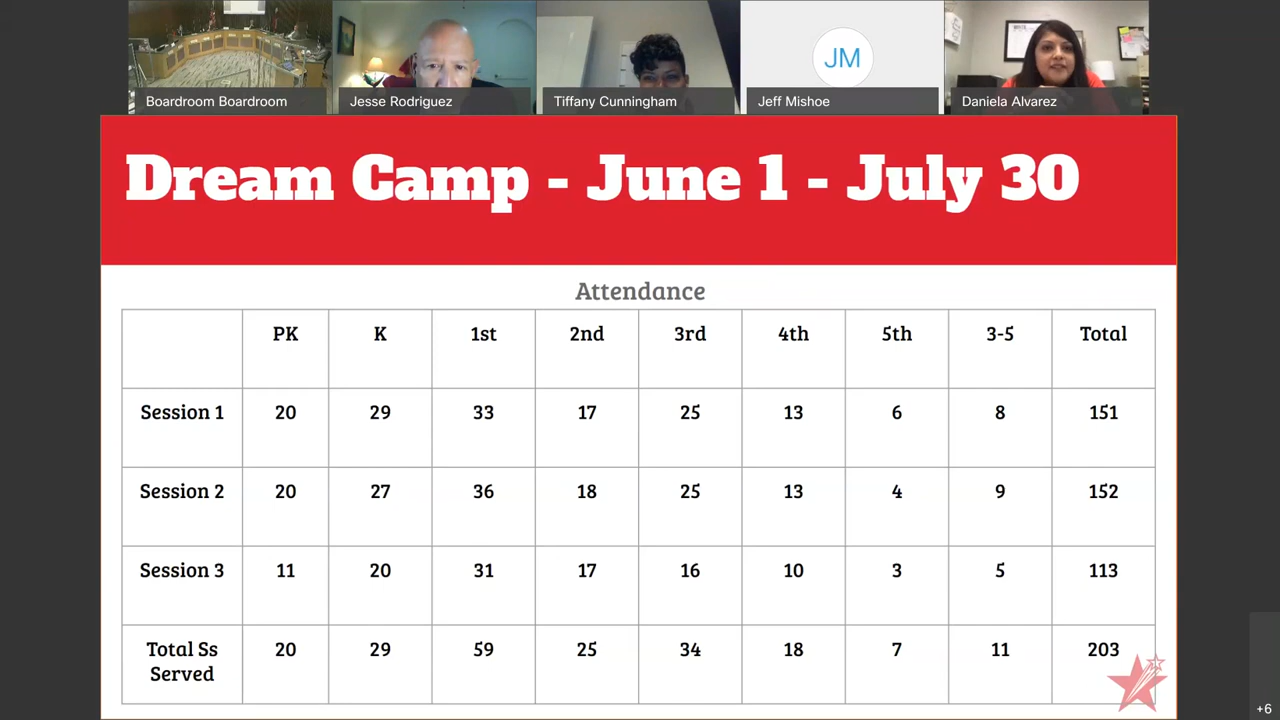 Boardroom Boardroom
Jesse Rodriguez
Tiffany Cunningham
JM
Jeff Mishoe
Daniela Alvarez
Dream Camp - June 1 - July 30
Attendance
PK K 1st 2nd 3rd 4th 5th 3-5 Total
Session 1 20 29 33 17 25 13 6 8 151
Session 2 20 27 36 18 25 13 4 9 152
Session 3 11 20 31 17 16 10 3 5 113
Total Ss Served 20 29 59 25 34 18 7 11 203
+6